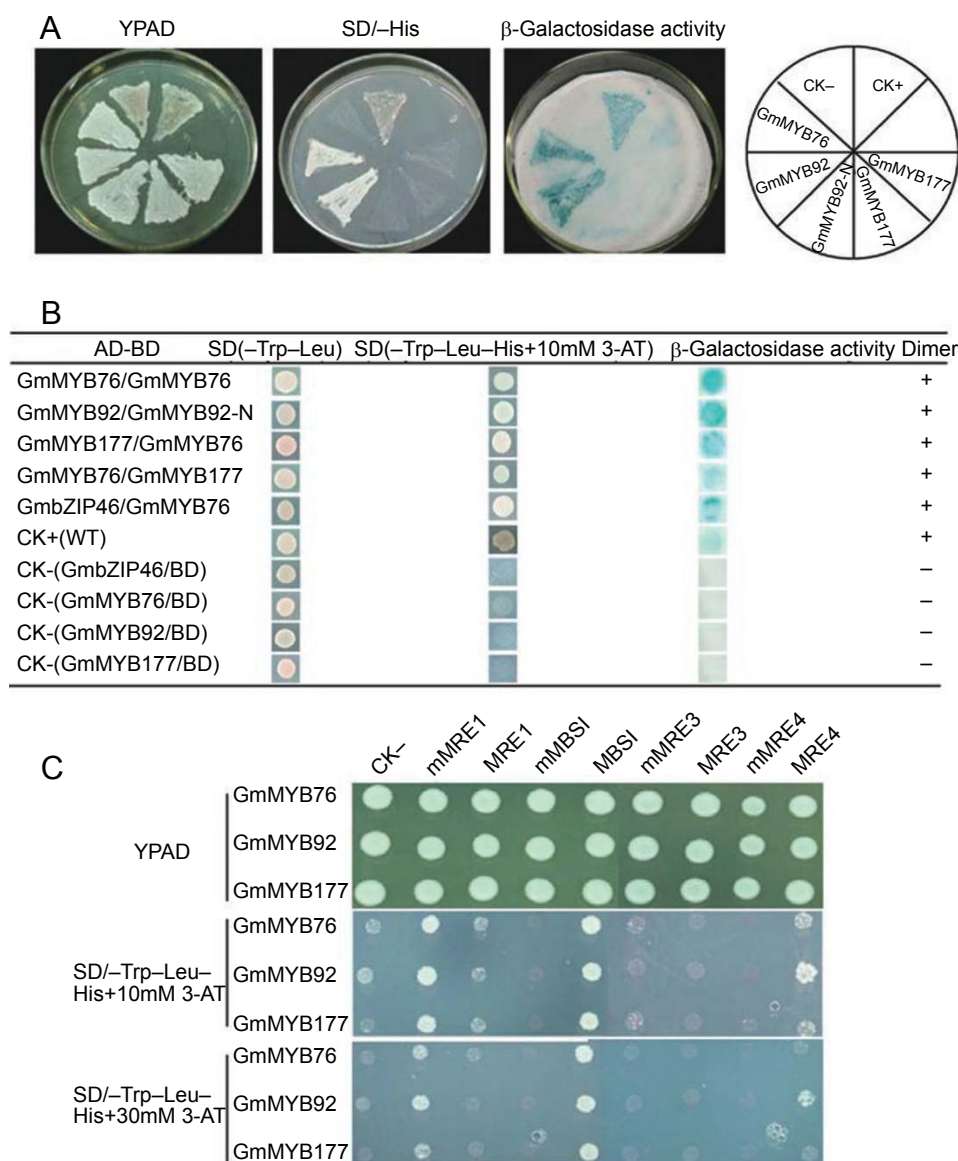 A
YPAD SD/–His β-Galactosidase activity
CK– CK+
GmMYB76
GmMYB92
GmMYB92-N
GmMYB177
GmMYB177
B
AD-BD SD(–Trp–Leu) SD(–Trp–Leu–His+10mM 3-AT) β-Galactosidase activity Dimer
GmMYB76/GmMYB76 +
GmMYB92/GmMYB92-N +
GmMYB177/GmMYB76 +
GmMYB76/GmMYB177 +
GmbZIP46/GmMYB76 +
CK+(WT) +
CK-(GmbZIP46/BD) –
CK-(GmMYB76/BD) –
CK-(GmMYB92/BD) –
CK-(GmMYB177/BD) –
C
CK– mMRE1 MRE1 mMBSI MBSI mMRE3 MRE3 mMRE4 MRE4
YPAD
GmMYB76
GmMYB92
GmMYB177
SD/–Trp–Leu–
His+10mM 3-AT
GmMYB76
GmMYB92
GmMYB177
SD/–Trp–Leu–
His+30mM 3-AT
GmMYB76
GmMYB92
GmMYB177